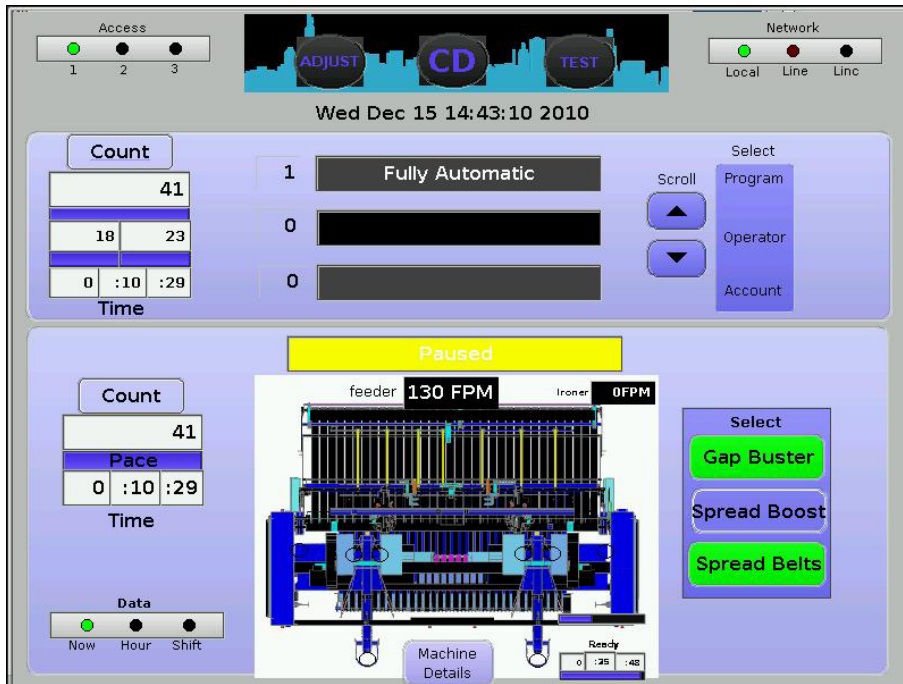 Access
1 2 3
ADJUST CD TEST
Network
Local Line Linc
Wed Dec 15 14:43:10 2010
Count
41
18 23
0 :10 :29
Time
1 Fully Automatic
0
0
Scroll
Select
Program
Operator
Account
Paused
Count
41
Pace
0 :10 :29
Time
feeder 130 FPM Ironer 0FPM
Select
Gap Buster
Spread Boost
Spread Belts
Data
Now Hour Shift
Machine
Details
Ready
0 :35 :48